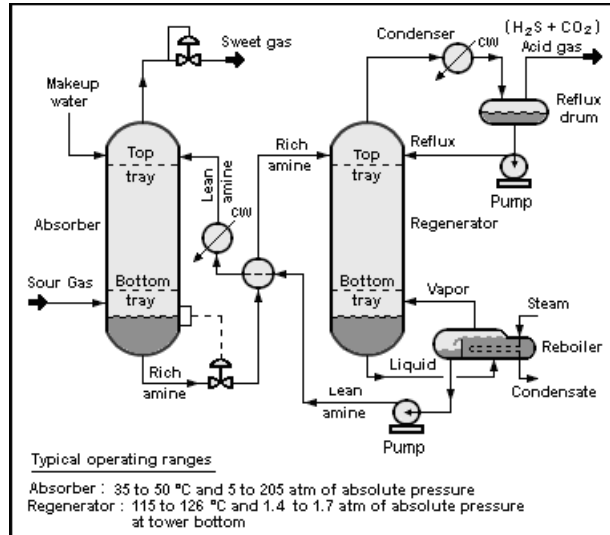 (H2S + CO2)
Acid gas
Condenser
CW
Sweet gas
Makeup
water
Reflux
drum
Rich
amine
Reflux
Top
tray
Lean
amine
Top
tray
Pump
CW
Absorber
Regenerator
Sour Gas
Bottom
tray
Bottom
tray
Vapor
Steam
Reboiler
Rich
amine
Liquid
Condensate
Lean
amine
Pump
Typical operating ranges
Absorber : 35 to 50 °C and 5 to 205 atm of absolute pressure
Regenerator : 115 to 126 °C and 1.4 to 1.7 atm of absolute pressure
at tower bottom